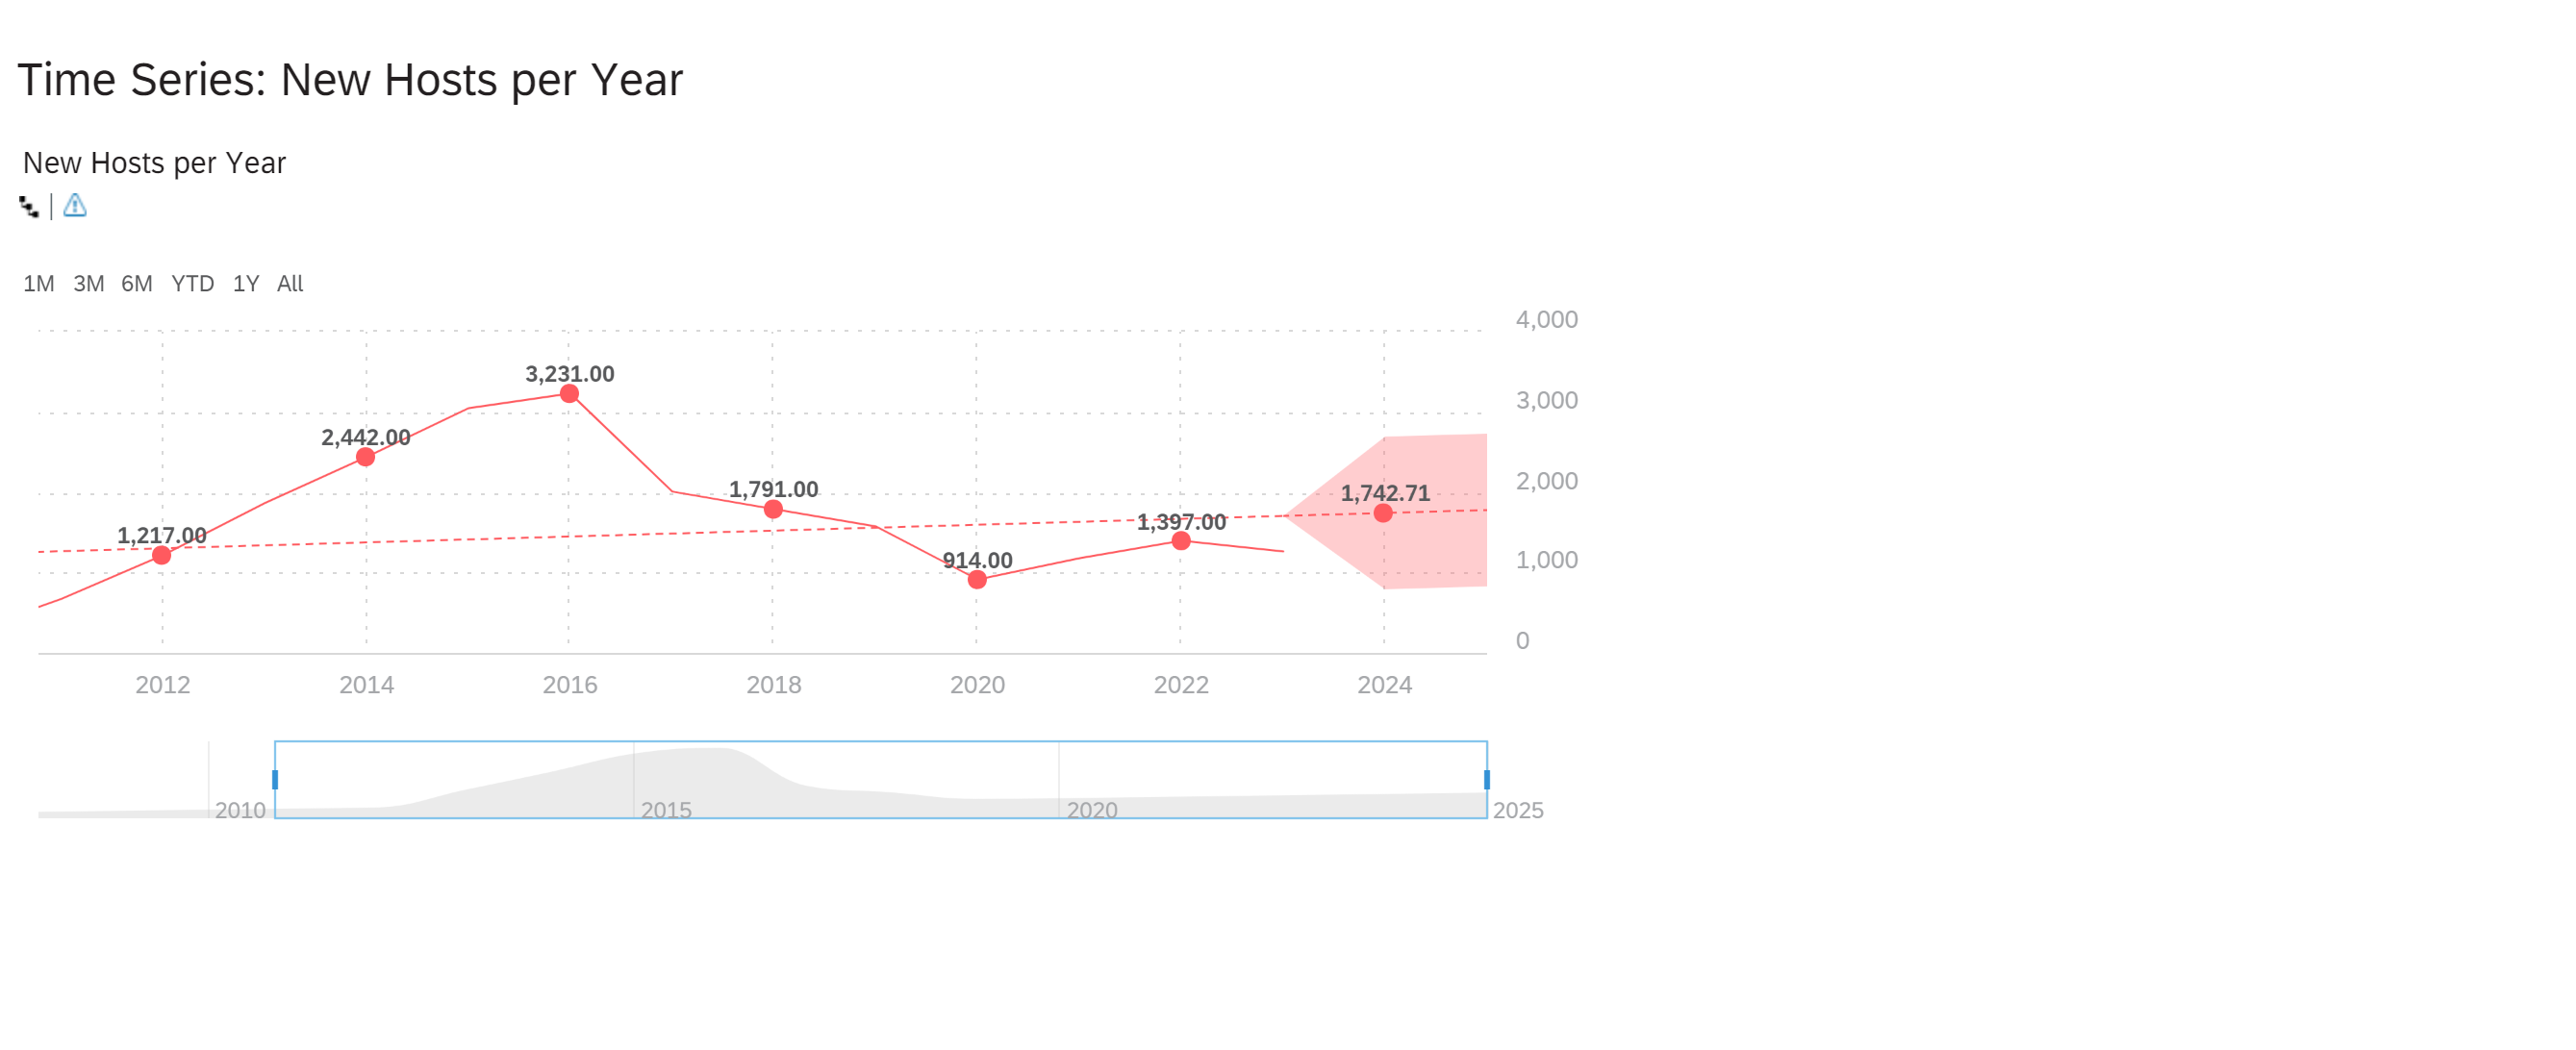 Time Series: New Hosts per Year
New Hosts per Year
1M 3M 6M YTD 1Y All
4,000
3,231.00
3,000
2,442.00
1,791.00
1,742.71
2,000
1,217.00
1,397.00
914.00
1,000
0
2012 2014 2016 2018 2020 2022 2024
2010 2015 2020 2025